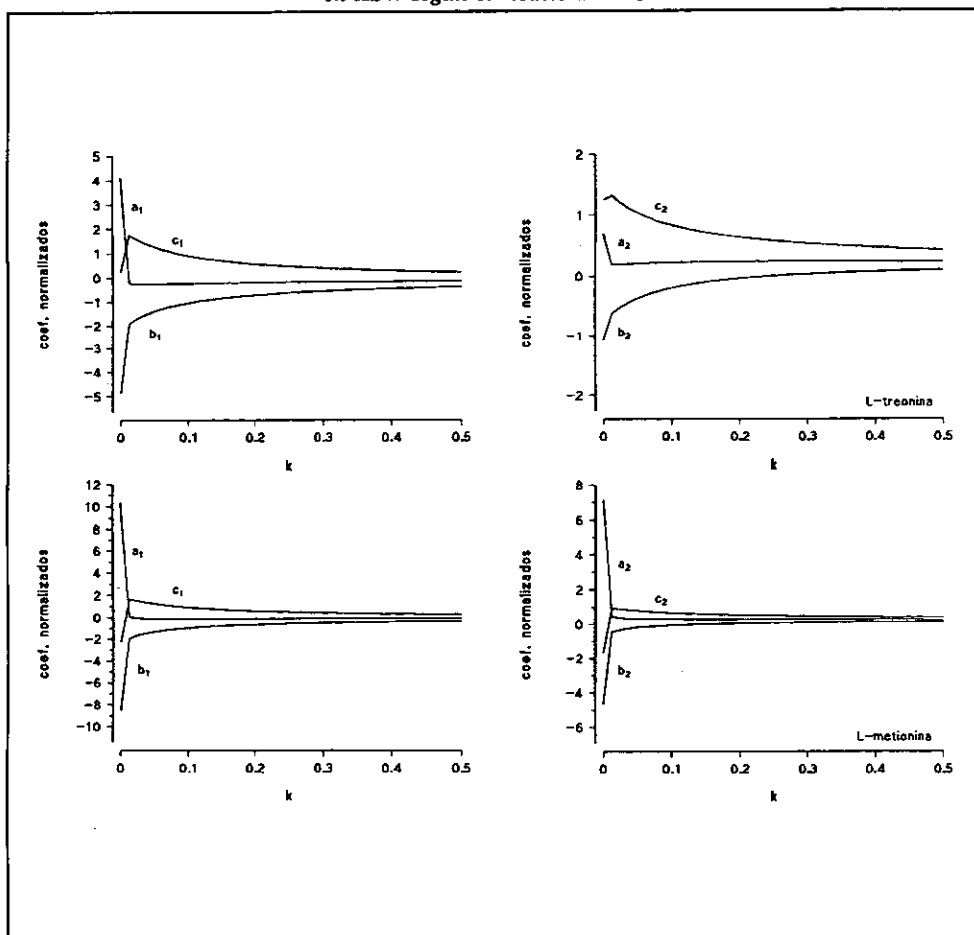 5
4
3
2
1
0
−1
−2
−3
−4
−5
coef. normalizados
a₁
c₁
b₁
0 0.1 0.2 0.3 0.4 0.5
k
2
1
0
−1
−2
coef. normalizados
c₂
a₂
b₂
L−treonina
0 0.1 0.2 0.3 0.4 0.5
k
12
10
8
6
4
2
0
−2
−4
−6
−8
−10
coef. normalizados
a₁
c₁
b₁
0 0.1 0.2 0.3 0.4 0.5
k
8
6
4
2
0
−2
−4
−6
coef. normalizados
a₂
c₂
b₂
L−metionina
0 0.1 0.2 0.3 0.4 0.5
k